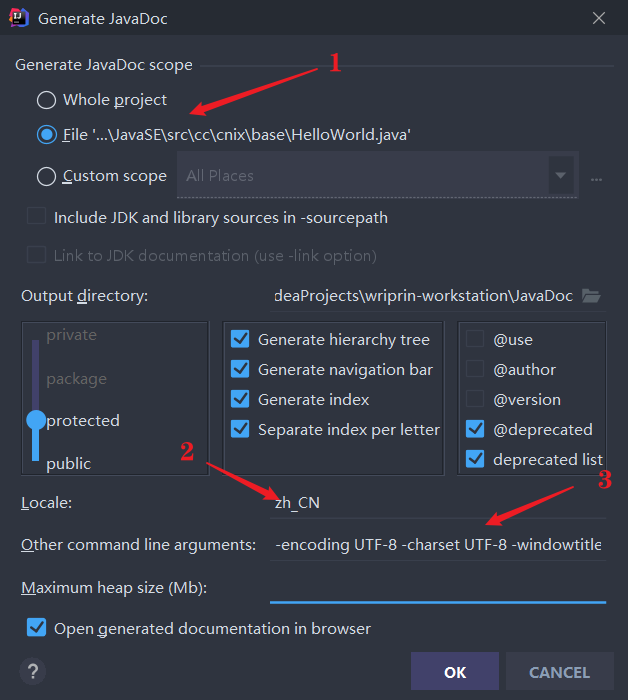 Generate JavaDoc
Generate JavaDoc scope
1
Whole project
File '...\JavaSE\src\cc\cnix\base\HelloWorld.java'
Custom scope All Places ...
Include JDK and library sources in -sourcepath
Link to JDK documentation (use -link option)
Output directory: deaProjects\wriprin-workstation\JavaDoc
private Generate hierarchy tree @use
package Generate navigation bar @author
protected Generate index @version
public Separate index per letter @deprecated
deprecated list
2
3
Locale: zh_CN
Other command line arguments: -encoding UTF-8 -charset UTF-8 -windowtitle
Maximum heap size (Mb):
Open generated documentation in browser
? OK CANCEL